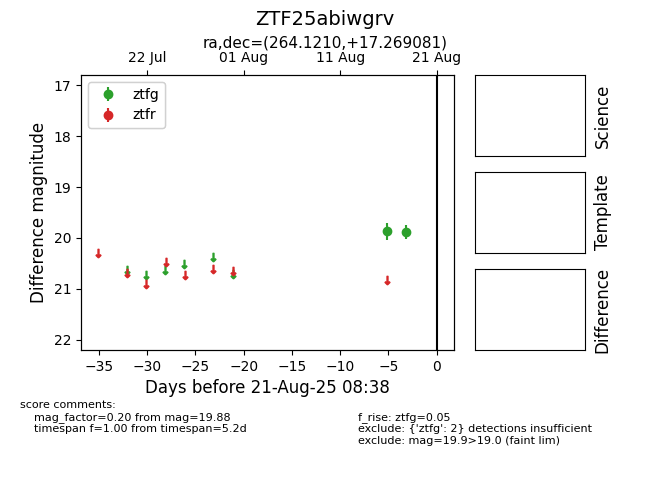 ZTF25abiwgrv
ra,dec=(264.1210,+17.269081)
22 Jul
01 Aug
11 Aug
21 Aug
ztfg
ztfr
17
18
19
20
21
22
Difference magnitude
−35
−30
−25
−20
−15
−10
−5
0
Days before 21-Aug-25 08:38
Science
Template
Difference
score comments:
mag_factor=0.20 from mag=19.88
timespan f=1.00 from timespan=5.2d
f_rise: ztfg=0.05
exclude: {'ztfg': 2} detections insufficient
exclude: mag=19.9>19.0 (faint lim)